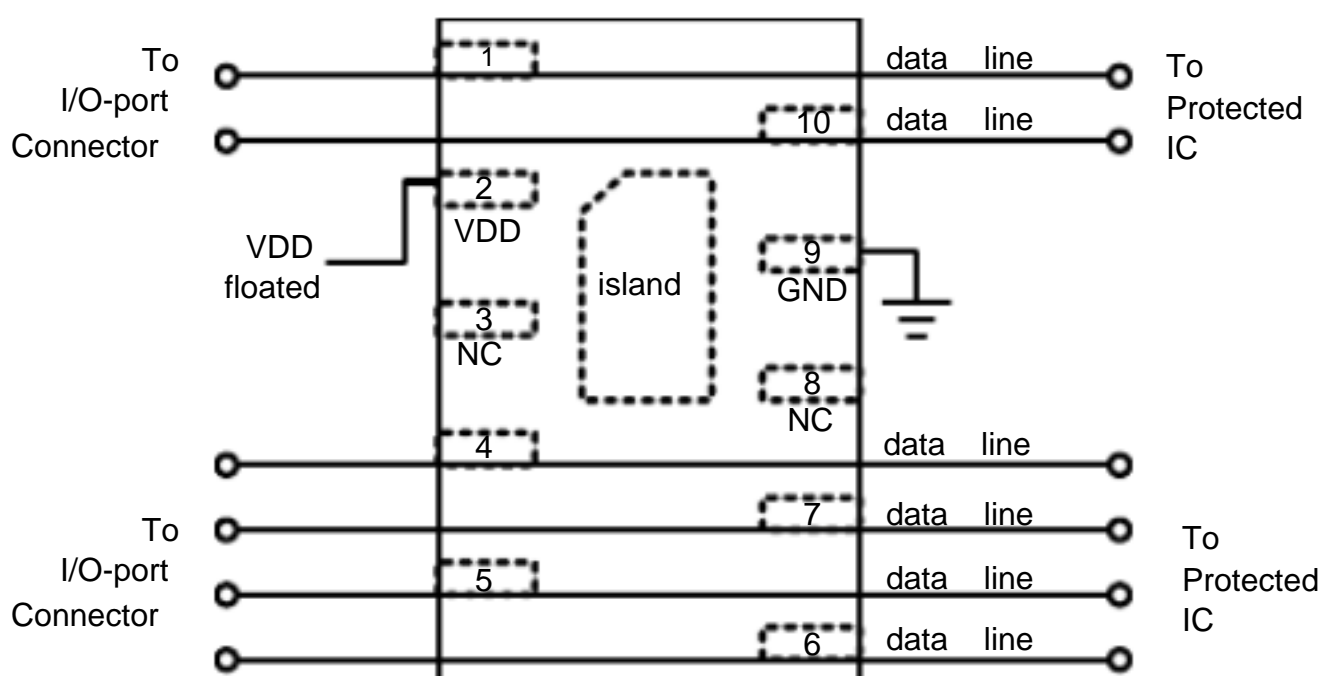 To
I/O-port
Connector
1
data line
10
data line
To
Protected
IC
2
VDD
VDD
floated
island
9
GND
3
NC
8
NC
4
data line
7
data line
To
I/O-port
Connector
5
data line
6
data line
To
Protected
IC